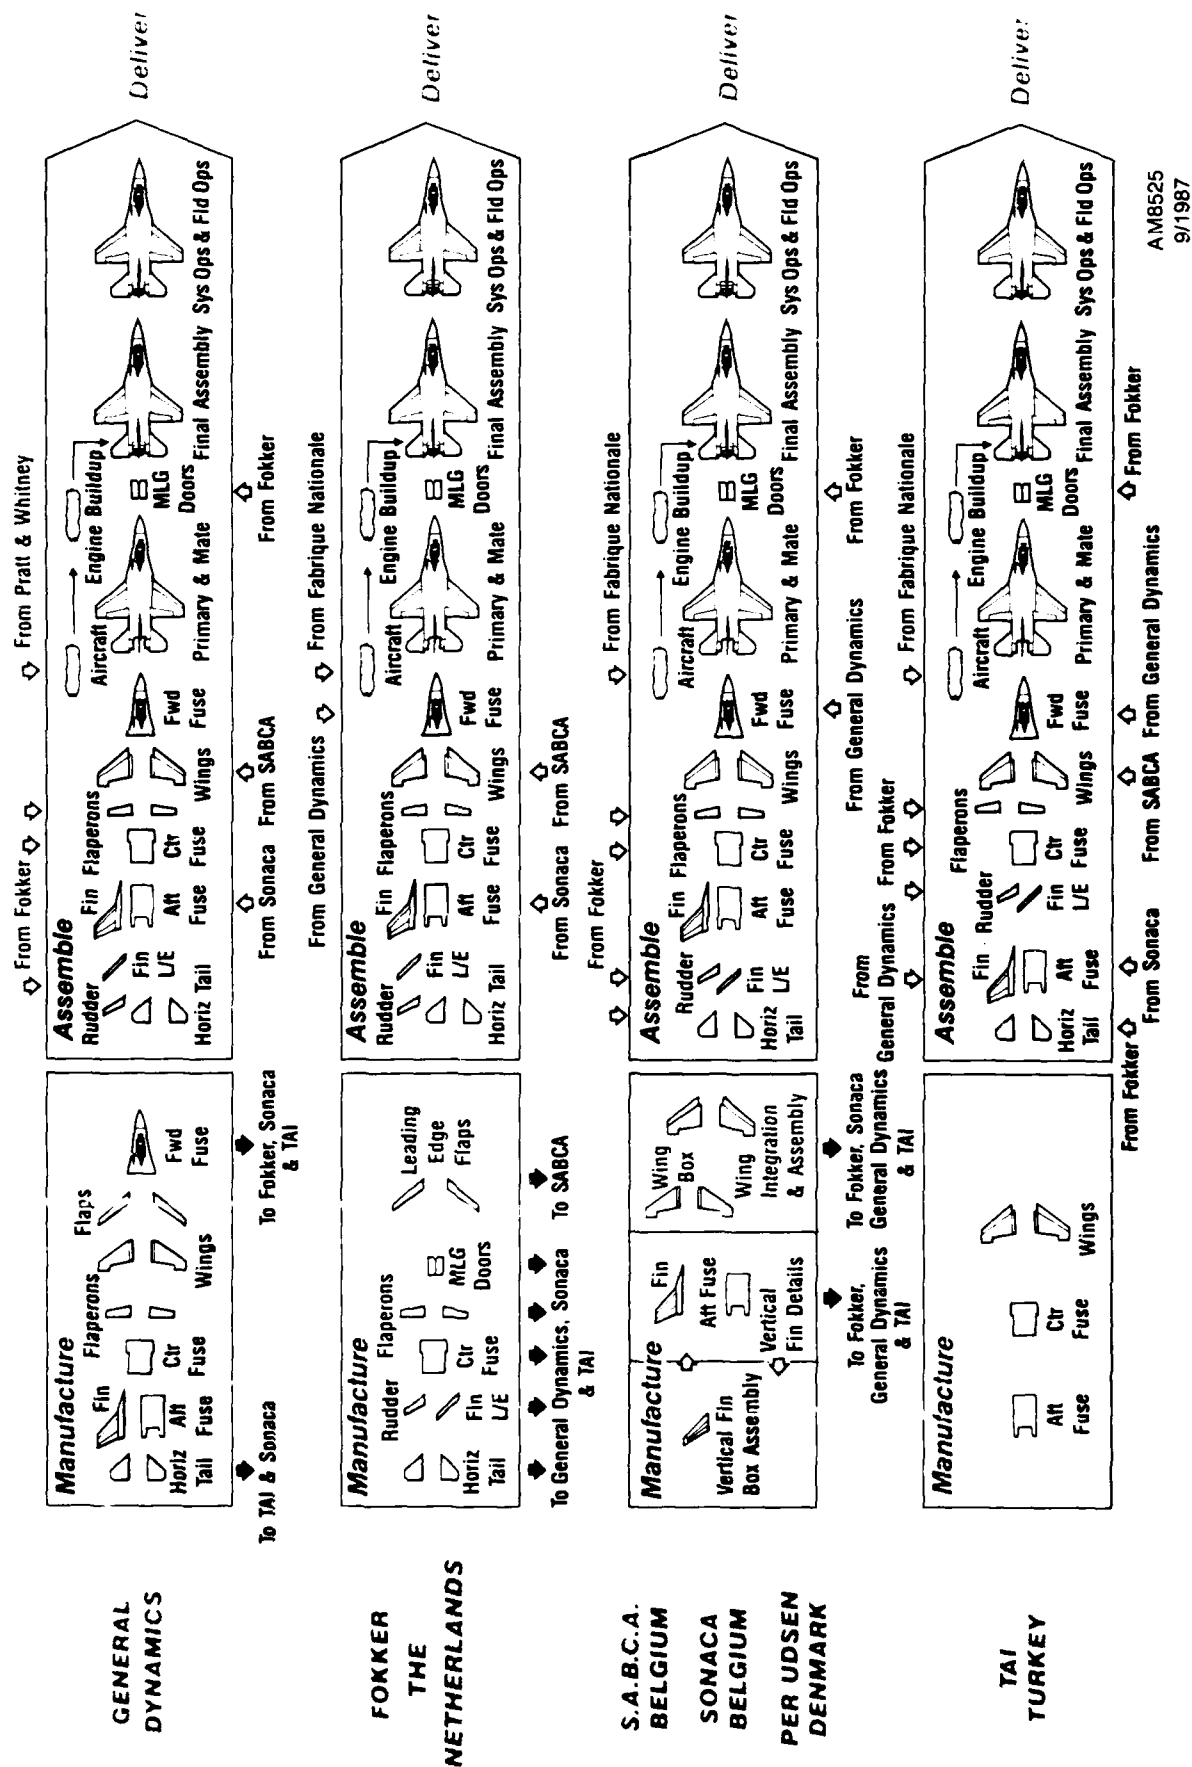 GENERAL
DYNAMICS
Manufacture
Horiz
Tail
Fin
Aft
Fuse
Flaperons
Ctr
Fuse
Flaps
Wings
Fwd
Fuse
To TAI & Sonaca
To Fokker, Sonaca
& TAI
From Fokker
From Pratt & Whitney
Assemble
Rudder
Fin
L/E
Horiz Tail
Fin
Aft
Fuse
Flaperons
Ctr
Fuse
Wings
Fwd
Fuse
Aircraft
Primary & Mate
Engine Buildup
MLG
Doors
Final Assembly
Sys Ops & Fld Ops
Deliver
From Sonaca
From SABCA
From Fokker
FOKKER
THE
NETHERLANDS
Manufacture
Rudder
Horiz
Tail
Fin
L/E
Flaperons
Ctr
Fuse
MLG
Doors
Leading
Edge
Flaps
To General Dynamics, Sonaca
& TAI
To SABCA
From General Dynamics
From Fabrique Nationale
Assemble
Rudder
Fin
L/E
Horiz Tail
Fin
Aft
Fuse
Flaperons
Ctr
Fuse
Wings
Fwd
Fuse
Aircraft
Primary & Mate
Engine Buildup
MLG
Doors
Final Assembly
Sys Ops & Fld Ops
Deliver
From Sonaca
From SABCA
S.A.B.C.A.
BELGIUM
SONACA
BELGIUM
PER UDSEN
DENMARK
Manufacture
Vertical Fin
Box Assembly
Fin
Aft Fuse
Vertical
Fin Details
Wing
Box
Wing
Integration
& Assembly
To Fokker,
General Dynamics
& TAI
To Fokker, Sonaca
General Dynamics
& TAI
From Fokker
From Fabrique Nationale
Assemble
Rudder
Fin
L/E
Horiz
Tail
Fin
Aft
Fuse
Flaperons
Ctr
Fuse
Wings
Fwd
Fuse
Aircraft
Primary & Mate
Engine Buildup
MLG
Doors
Final Assembly
Sys Ops & Fld Ops
Deliver
From General Dynamics
From Fokker
TAI
TURKEY
Manufacture
Aft
Fuse
Ctr
Fuse
Wings
General Dynamics
From
General Dynamics
From Fokker
From Fabrique Nationale
Assemble
Horiz
Tail
Fin
Aft
Fuse
Rudder
Fin
L/E
Flaperons
Ctr
Fuse
Wings
Fwd
Fuse
Aircraft
Primary & Mate
Engine Buildup
MLG
Doors
Final Assembly
Sys Ops & Fld Ops
Deliver
From Fokker
From Sonaca
From SABCA
From General Dynamics
From Fokker
AM8525
9/1987